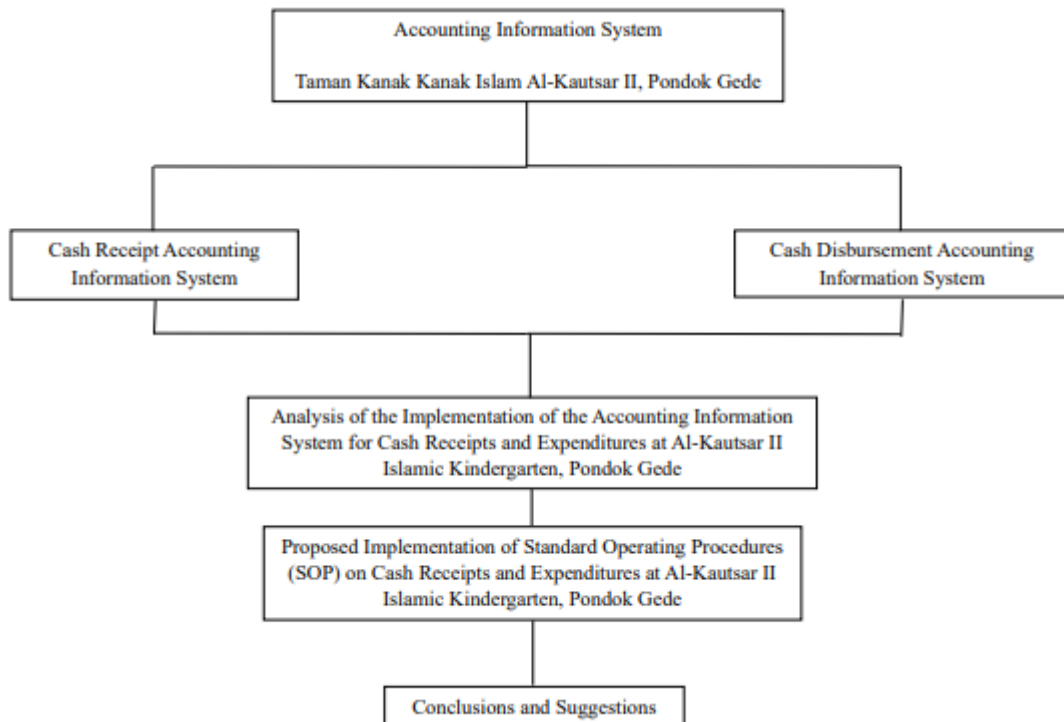 Accounting Information System
Taman Kanak Kanak Islam Al-Kautsar II, Pondok Gede
Cash Receipt Accounting
Information System
Cash Disbursement Accounting
Information System
Analysis of the Implementation of the Accounting Information
System for Cash Receipts and Expenditures at Al-Kautsar II
Islamic Kindergarten, Pondok Gede
Proposed Implementation of Standard Operating Procedures
(SOP) on Cash Receipts and Expenditures at Al-Kautsar II
Islamic Kindergarten, Pondok Gede
Conclusions and Suggestions